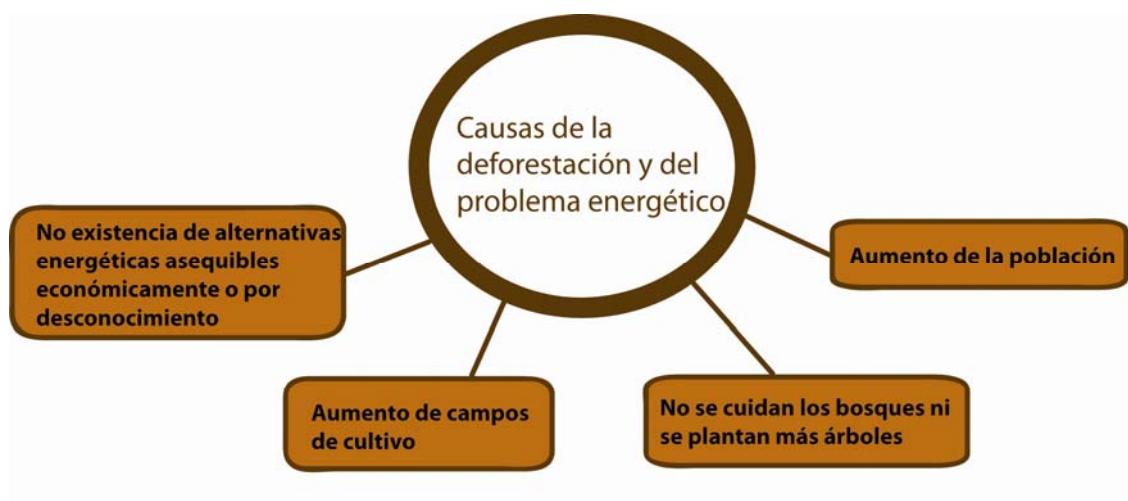 Causas de la
deforestación y del
problema energético
No existencia de alternativas
energéticas asequibles
económicamente o por
desconocimiento
Aumento de campos
de cultivo
No se cuidan los bosques ni
se plantan más árboles
Aumento de la población